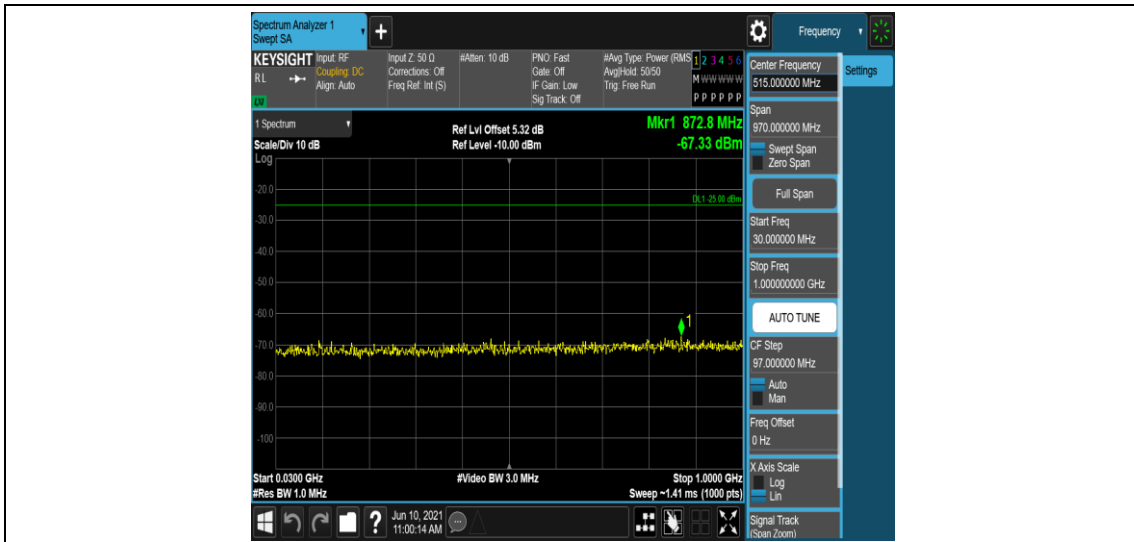 Spectrum Analyzer 1
Swept SA
+
Frequency
KEYSIGHT
RL
LXI
Input: RF
Coupling: DC
Align: Auto
Input Z: 50 Ω
Corrections: Off
Freq Ref: Int (S)
#Atten: 10 dB
PNO: Fast
Gate: Off
IF Gain: Low
Sig Track: Off
#Avg Type: Power (RMS
Avg|Hold: 50/50
Trig: Free Run
1 2 3 4 5 6
M W W W W W
P P P P P P
1 Spectrum
Scale/Div 10 dB
Log
Ref Lvl Offset 5.32 dB
Ref Level -10.00 dBm
Mkr1 872.8 MHz
-67.33 dBm
DL1 -25.00 dBm
-20.0
-30.0
-40.0
-50.0
-60.0
-70.0
-80.0
-90.0
-100
1
Start 0.0300 GHz
#Res BW 1.0 MHz
#Video BW 3.0 MHz
Stop 1.0000 GHz
Sweep ~1.41 ms (1000 pts)
?
Jun 10, 2021
11:00:14 AM
Center Frequency
515.000000 MHz
Settings
Span
970.000000 MHz
Swept Span
Zero Span
Full Span
Start Freq
30.000000 MHz
Stop Freq
1.000000000 GHz
AUTO TUNE
CF Step
97.000000 MHz
Auto
Man
Freq Offset
0 Hz
X Axis Scale
Log
Lin
Signal Track
(Span Zoom)